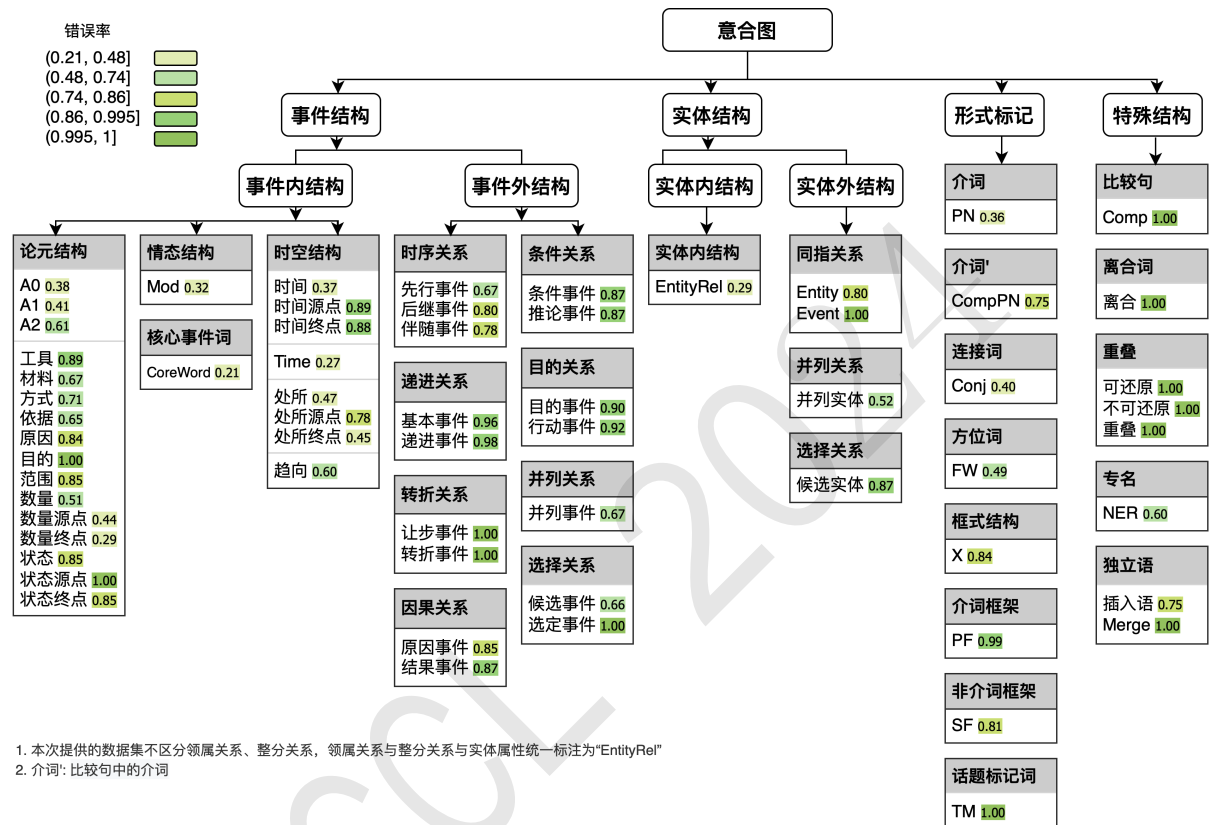 错误率
(0.21, 0.48]
(0.48, 0.74]
(0.74, 0.86]
(0.86, 0.995]
(0.995, 1]
意合图
事件结构
实体结构
形式标记
特殊结构
事件内结构
事件外结构
实体内结构
实体外结构
论元结构
A0 0.38
A1 0.41
A2 0.61
工具 0.89
材料 0.67
方式 0.71
依据 0.65
原因 0.84
目的 1.00
范围 0.85
数量 0.51
数量源点 0.44
数量终点 0.29
状态 0.85
状态源点 1.00
状态终点 0.85
情态结构
Mod 0.32
核心事件词
CoreWord 0.21
时空结构
时间 0.37
时间源点 0.89
时间终点 0.88
Time 0.27
处所 0.47
处所源点 0.78
处所终点 0.45
趋向 0.60
时序关系
先行事件 0.67
后继事件 0.80
伴随事件 0.78
递进关系
基本事件 0.96
递进事件 0.98
转折关系
让步事件 1.00
转折事件 1.00
因果关系
原因事件 0.85
结果事件 0.87
条件关系
条件事件 0.87
推论事件 0.87
目的关系
目的事件 0.90
行动事件 0.92
并列关系
并列事件 0.67
选择关系
候选事件 0.66
选定事件 1.00
实体内结构
EntityRel 0.29
同指关系
Entity 0.80
Event 1.00
并列关系
并列实体 0.52
选择关系
候选实体 0.87
介词
PN 0.36
介词'
CompPN 0.75
连接词
Conj 0.40
方位词
FW 0.49
框式结构
X 0.84
介词框架
PF 0.99
非介词框架
SF 0.81
话题标记词
TM 1.00
比较句
Comp 1.00
离合词
离合 1.00
重叠
可还原 1.00
不可还原 1.00
重叠 1.00
专名
NER 0.60
独立语
插入语 0.75
Merge 1.00
1. 本次提供的数据集不区分领属关系、整分关系，领属关系与整分关系与实体属性统一标注为“EntityRel”
2. 介词': 比较句中的介词
CCL 2024